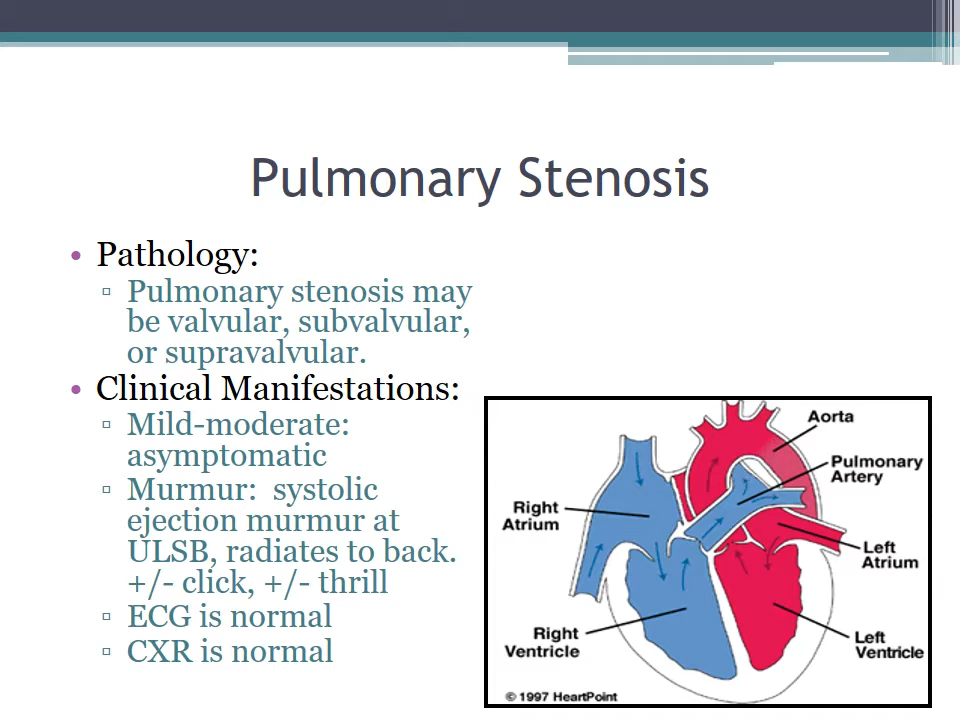 Pulmonary Stenosis
• Pathology:
▫ Pulmonary stenosis may
be valvular, subvalvular,
or supravalvular.
• Clinical Manifestations:
▫ Mild-moderate:
asymptomatic
▫ Murmur:  systolic
ejection murmur at
ULSB, radiates to back.
+/- click, +/- thrill
▫ ECG is normal
▫ CXR is normal
Aorta
Pulmonary
Artery
Right
Atrium
Left
Atrium
Right
Ventricle
Left
Ventricle
© 1997 HeartPoint